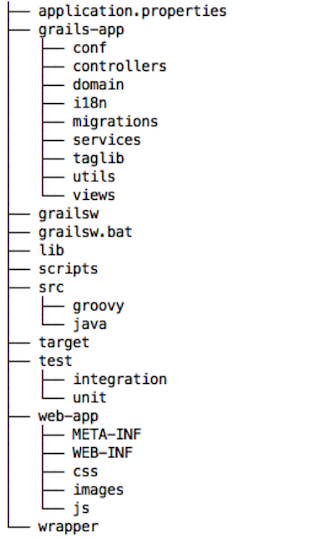 application.properties
grails-app
conf
controllers
domain
i18n
migrations
services
taglib
utils
views
grailsw
grailsw.bat
lib
scripts
src
groovy
java
target
test
integration
unit
web-app
META-INF
WEB-INF
css
images
js
wrapper